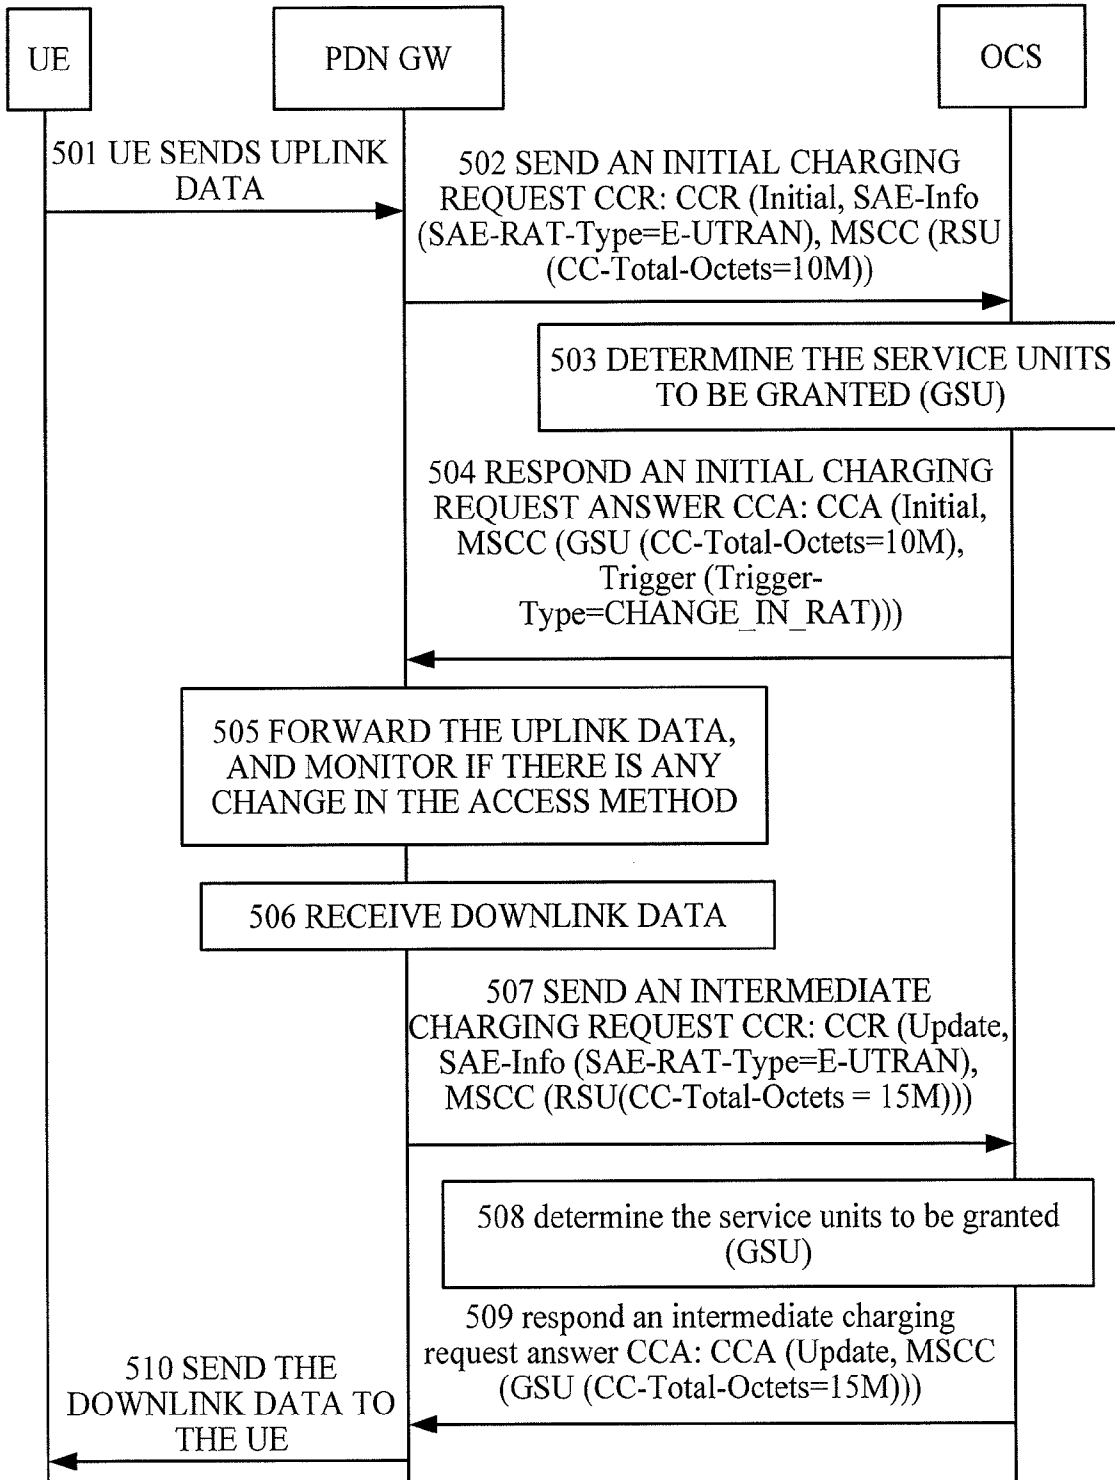 UE
PDN GW
OCS
501 UE SENDS UPLINK
DATA
502 SEND AN INITIAL CHARGING
REQUEST CCR: CCR (Initial, SAE-Info
(SAE-RAT-Type=E-UTRAN), MSCC (RSU
(CC-Total-Octets=10M))
503 DETERMINE THE SERVICE UNITS
TO BE GRANTED (GSU)
504 RESPOND AN INITIAL CHARGING
REQUEST ANSWER CCA: CCA (Initial,
MSCC (GSU (CC-Total-Octets=10M),
Trigger (Trigger-
Type=CHANGE_IN_RAT)))
505 FORWARD THE UPLINK DATA,
AND MONITOR IF THERE IS ANY
CHANGE IN THE ACCESS METHOD
506 RECEIVE DOWNLINK DATA
507 SEND AN INTERMEDIATE
CHARGING REQUEST CCR: CCR (Update,
SAE-Info (SAE-RAT-Type=E-UTRAN),
MSCC (RSU(CC-Total-Octets = 15M)))
508 determine the service units to be granted
(GSU)
509 respond an intermediate charging
request answer CCA: CCA (Update, MSCC
(GSU (CC-Total-Octets=15M)))
510 SEND THE
DOWNLINK DATA TO
THE UE